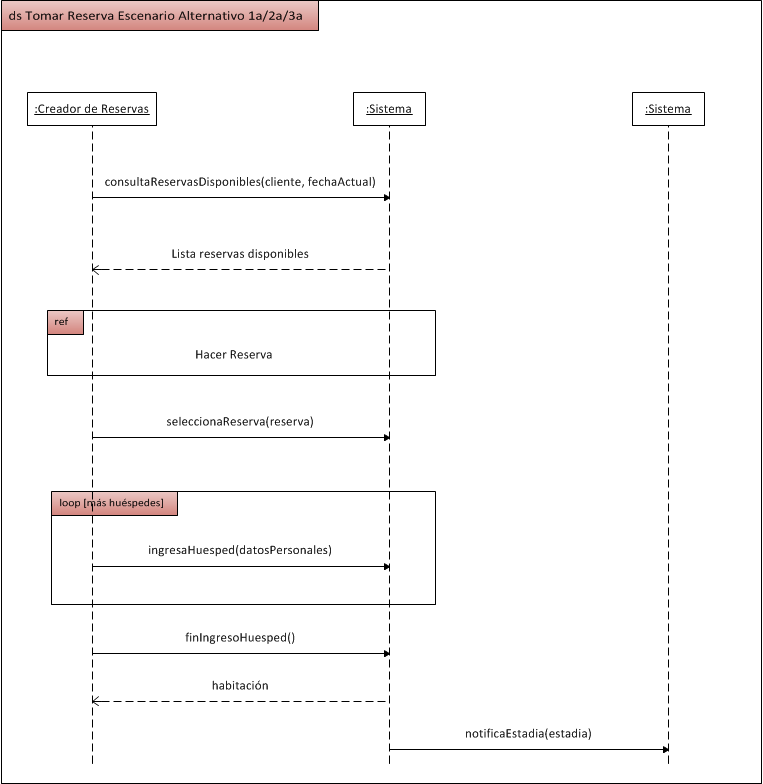 ds Tomar Reserva Escenario Alternativo 1a/2a/3a
:Creador de Reservas
:Sistema
:Sistema
consultaReservasDisponibles(cliente, fechaActual)
Lista reservas disponibles
ref
Hacer Reserva
seleccionaReserva(reserva)
loop [más huéspedes]
ingresaHuesped(datosPersonales)
finIngresoHuesped()
habitación
notificaEstadia(estadia)